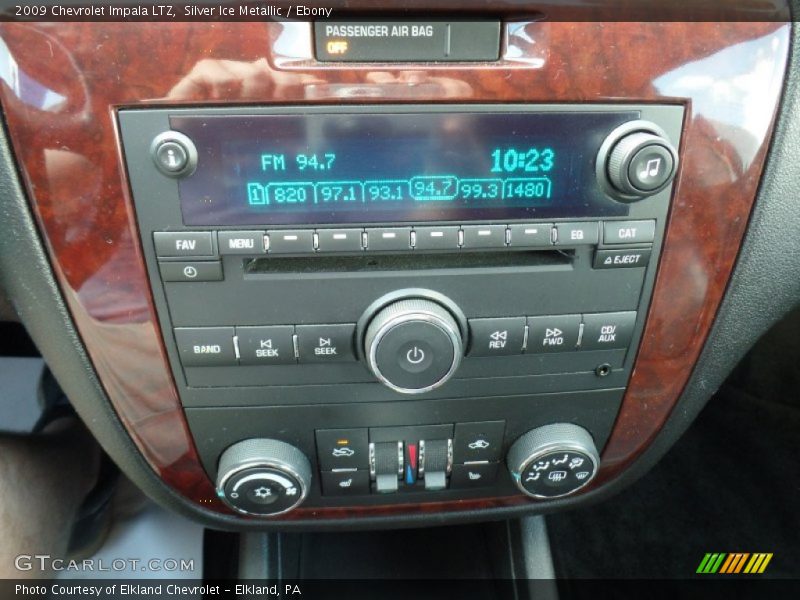 2009 Chevrolet Impala LTZ, Silver Ice Metallic / Ebony
PASSENGER AIR BAG
OFF
FM 94.7 10:23
1 820 97.1 93.1 94.7 99.3 1480
FAV MENU EQ CAT
EJECT
BAND SEEK SEEK REV FWD CD/AUX
GTCarLot.com
Photo Courtesy of Elkland Chevrolet - Elkland, PA